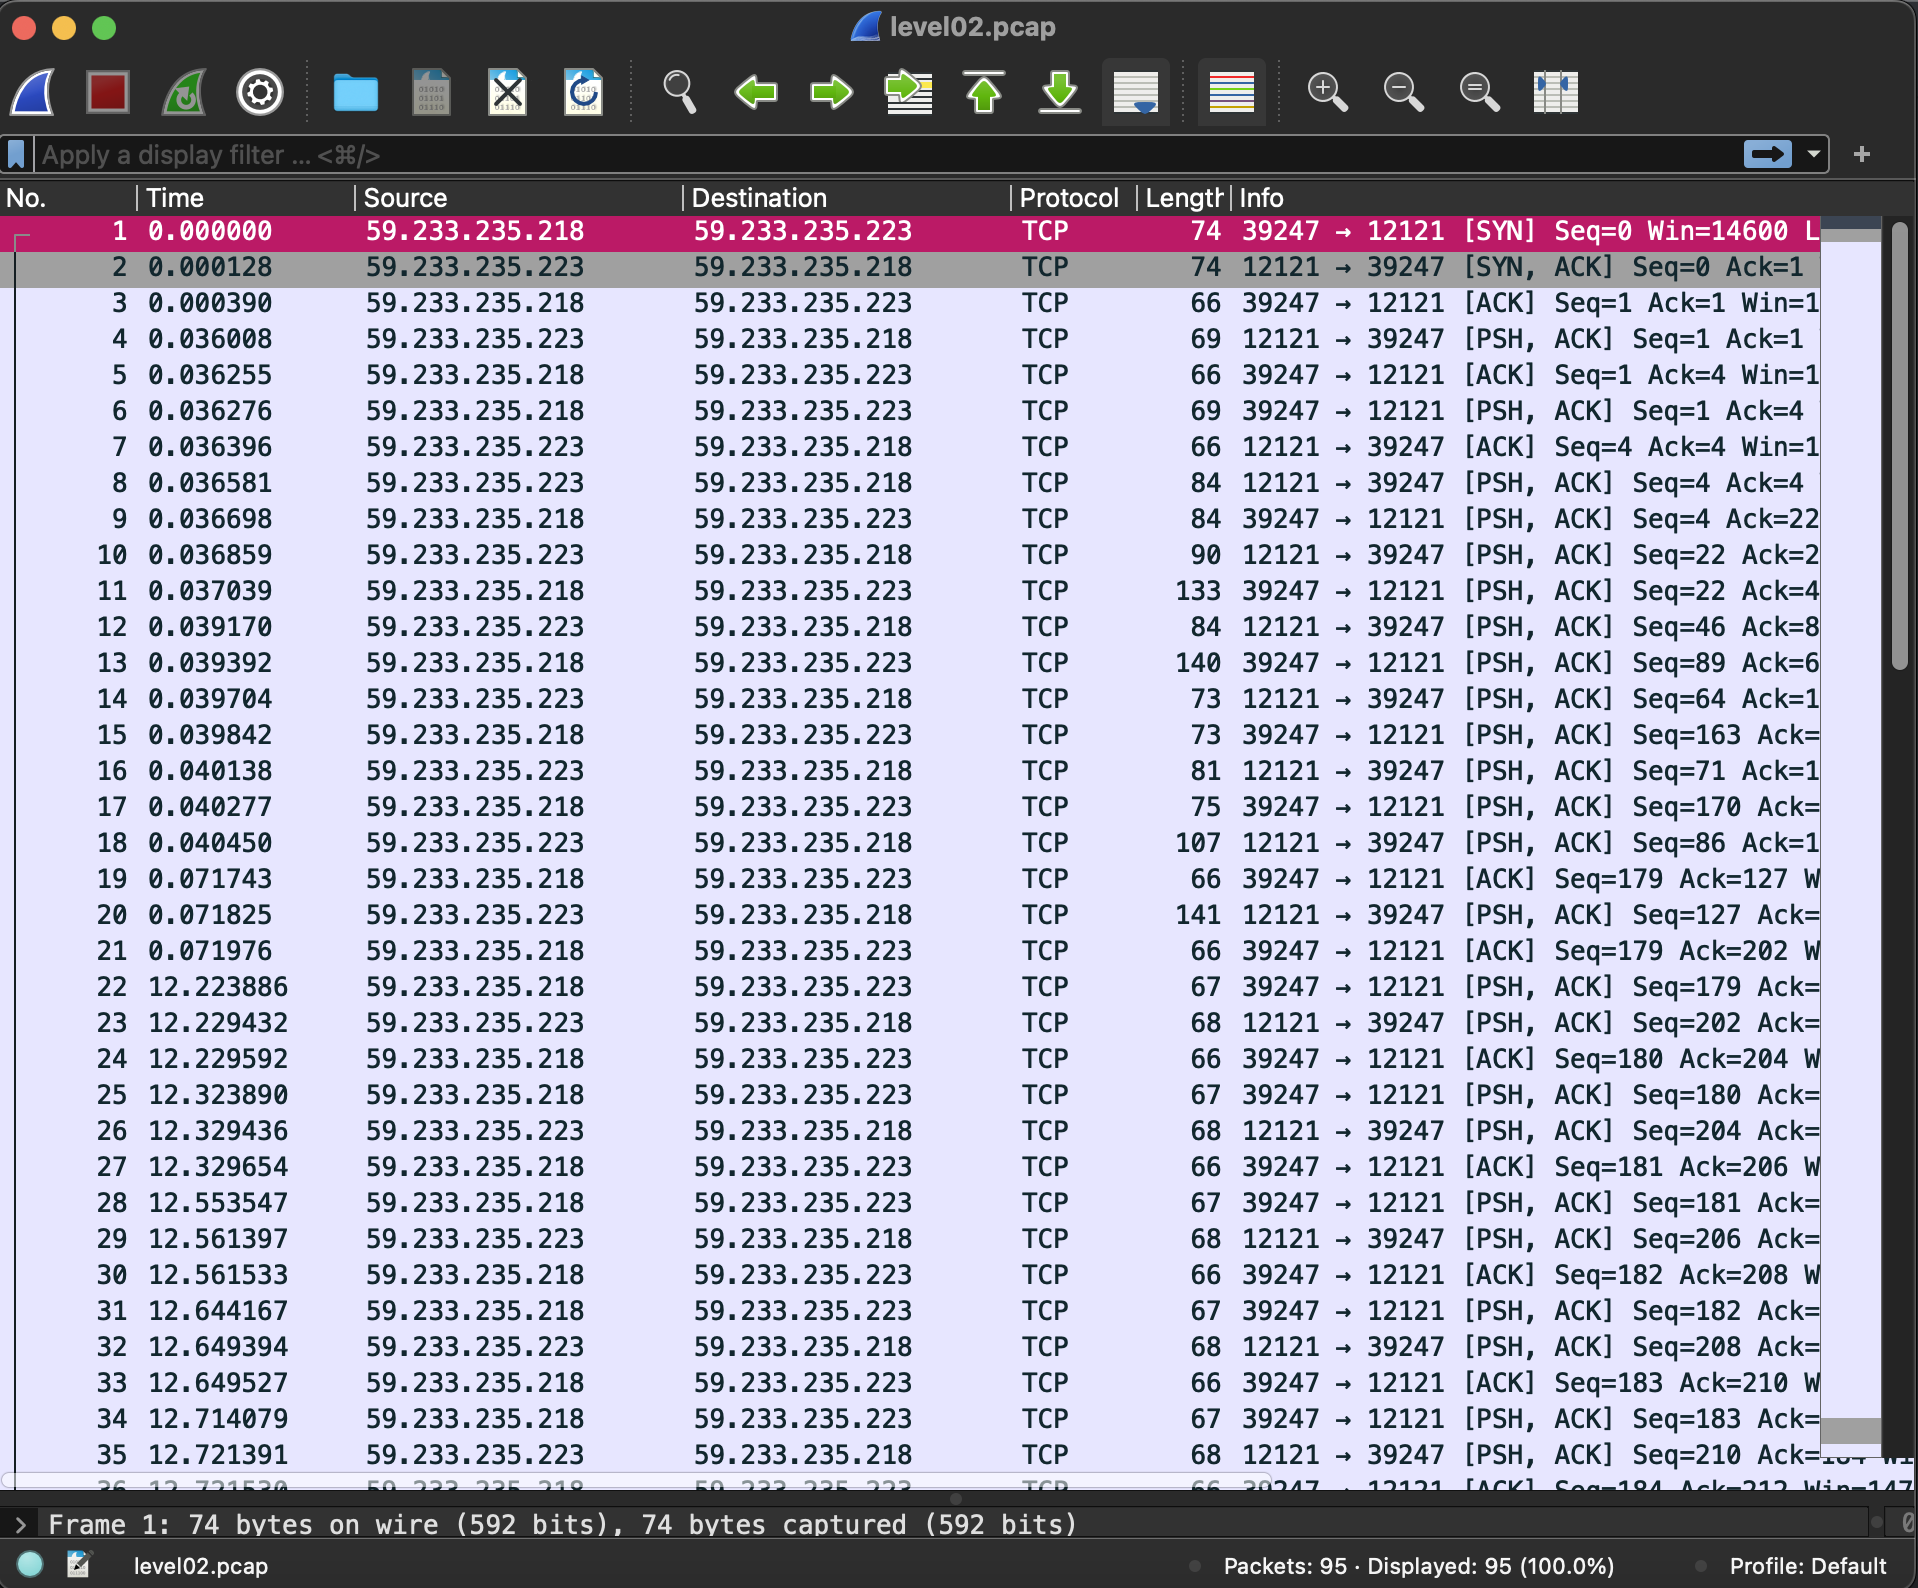 level02.pcap
Apply a display filter ... <⌘/>
No. Time Source Destination Protocol Length Info
1 0.000000 59.233.235.218 59.233.235.223 TCP 74 39247 → 12121 [SYN] Seq=0 Win=14600 L
2 0.000128 59.233.235.223 59.233.235.218 TCP 74 12121 → 39247 [SYN, ACK] Seq=0 Ack=1
3 0.000390 59.233.235.218 59.233.235.223 TCP 66 39247 → 12121 [ACK] Seq=1 Ack=1 Win=1
4 0.036008 59.233.235.223 59.233.235.218 TCP 69 12121 → 39247 [PSH, ACK] Seq=1 Ack=1
5 0.036255 59.233.235.218 59.233.235.223 TCP 66 39247 → 12121 [ACK] Seq=1 Ack=4 Win=1
6 0.036276 59.233.235.218 59.233.235.223 TCP 69 39247 → 12121 [PSH, ACK] Seq=1 Ack=4
7 0.036396 59.233.235.223 59.233.235.218 TCP 66 12121 → 39247 [ACK] Seq=4 Ack=4 Win=1
8 0.036581 59.233.235.223 59.233.235.218 TCP 84 12121 → 39247 [PSH, ACK] Seq=4 Ack=4
9 0.036698 59.233.235.218 59.233.235.223 TCP 84 39247 → 12121 [PSH, ACK] Seq=4 Ack=22
10 0.036859 59.233.235.223 59.233.235.218 TCP 90 12121 → 39247 [PSH, ACK] Seq=22 Ack=2
11 0.037039 59.233.235.218 59.233.235.223 TCP 133 39247 → 12121 [PSH, ACK] Seq=22 Ack=4
12 0.039170 59.233.235.223 59.233.235.218 TCP 84 12121 → 39247 [PSH, ACK] Seq=46 Ack=8
13 0.039392 59.233.235.218 59.233.235.223 TCP 140 39247 → 12121 [PSH, ACK] Seq=89 Ack=6
14 0.039704 59.233.235.223 59.233.235.218 TCP 73 12121 → 39247 [PSH, ACK] Seq=64 Ack=1
15 0.039842 59.233.235.218 59.233.235.223 TCP 73 39247 → 12121 [PSH, ACK] Seq=163 Ack=
16 0.040138 59.233.235.223 59.233.235.218 TCP 81 12121 → 39247 [PSH, ACK] Seq=71 Ack=1
17 0.040277 59.233.235.218 59.233.235.223 TCP 75 39247 → 12121 [PSH, ACK] Seq=170 Ack=
18 0.040450 59.233.235.223 59.233.235.218 TCP 107 12121 → 39247 [PSH, ACK] Seq=86 Ack=1
19 0.071743 59.233.235.218 59.233.235.223 TCP 66 39247 → 12121 [ACK] Seq=179 Ack=127 W
20 0.071825 59.233.235.223 59.233.235.218 TCP 141 12121 → 39247 [PSH, ACK] Seq=127 Ack=
21 0.071976 59.233.235.218 59.233.235.223 TCP 66 39247 → 12121 [ACK] Seq=179 Ack=202 W
22 12.223886 59.233.235.218 59.233.235.223 TCP 67 39247 → 12121 [PSH, ACK] Seq=179 Ack=
23 12.229432 59.233.235.223 59.233.235.218 TCP 68 12121 → 39247 [PSH, ACK] Seq=202 Ack=
24 12.229592 59.233.235.218 59.233.235.223 TCP 66 39247 → 12121 [ACK] Seq=180 Ack=204 W
25 12.323890 59.233.235.218 59.233.235.223 TCP 67 39247 → 12121 [PSH, ACK] Seq=180 Ack=
26 12.329436 59.233.235.223 59.233.235.218 TCP 68 12121 → 39247 [PSH, ACK] Seq=204 Ack=
27 12.329654 59.233.235.218 59.233.235.223 TCP 66 39247 → 12121 [ACK] Seq=181 Ack=206 W
28 12.553547 59.233.235.218 59.233.235.223 TCP 67 39247 → 12121 [PSH, ACK] Seq=181 Ack=
29 12.561397 59.233.235.223 59.233.235.218 TCP 68 12121 → 39247 [PSH, ACK] Seq=206 Ack=
30 12.561533 59.233.235.218 59.233.235.223 TCP 66 39247 → 12121 [ACK] Seq=182 Ack=208 W
31 12.644167 59.233.235.218 59.233.235.223 TCP 67 39247 → 12121 [PSH, ACK] Seq=182 Ack=
32 12.649394 59.233.235.223 59.233.235.218 TCP 68 12121 → 39247 [PSH, ACK] Seq=208 Ack=
33 12.649527 59.233.235.218 59.233.235.223 TCP 66 39247 → 12121 [ACK] Seq=183 Ack=210 W
34 12.714079 59.233.235.218 59.233.235.223 TCP 67 39247 → 12121 [PSH, ACK] Seq=183 Ack=
35 12.721391 59.233.235.223 59.233.235.218 TCP 68 12121 → 39247 [PSH, ACK] Seq=210 Ack=184
36 12.721530 59.233.235.218 59.233.235.223 TCP 66 39247 → 12121 [ACK] Seq=184 Ack=212 Win=147
Frame 1: 74 bytes on wire (592 bits), 74 bytes captured (592 bits)
level02.pcap Packets: 95 · Displayed: 95 (100.0%) Profile: Default